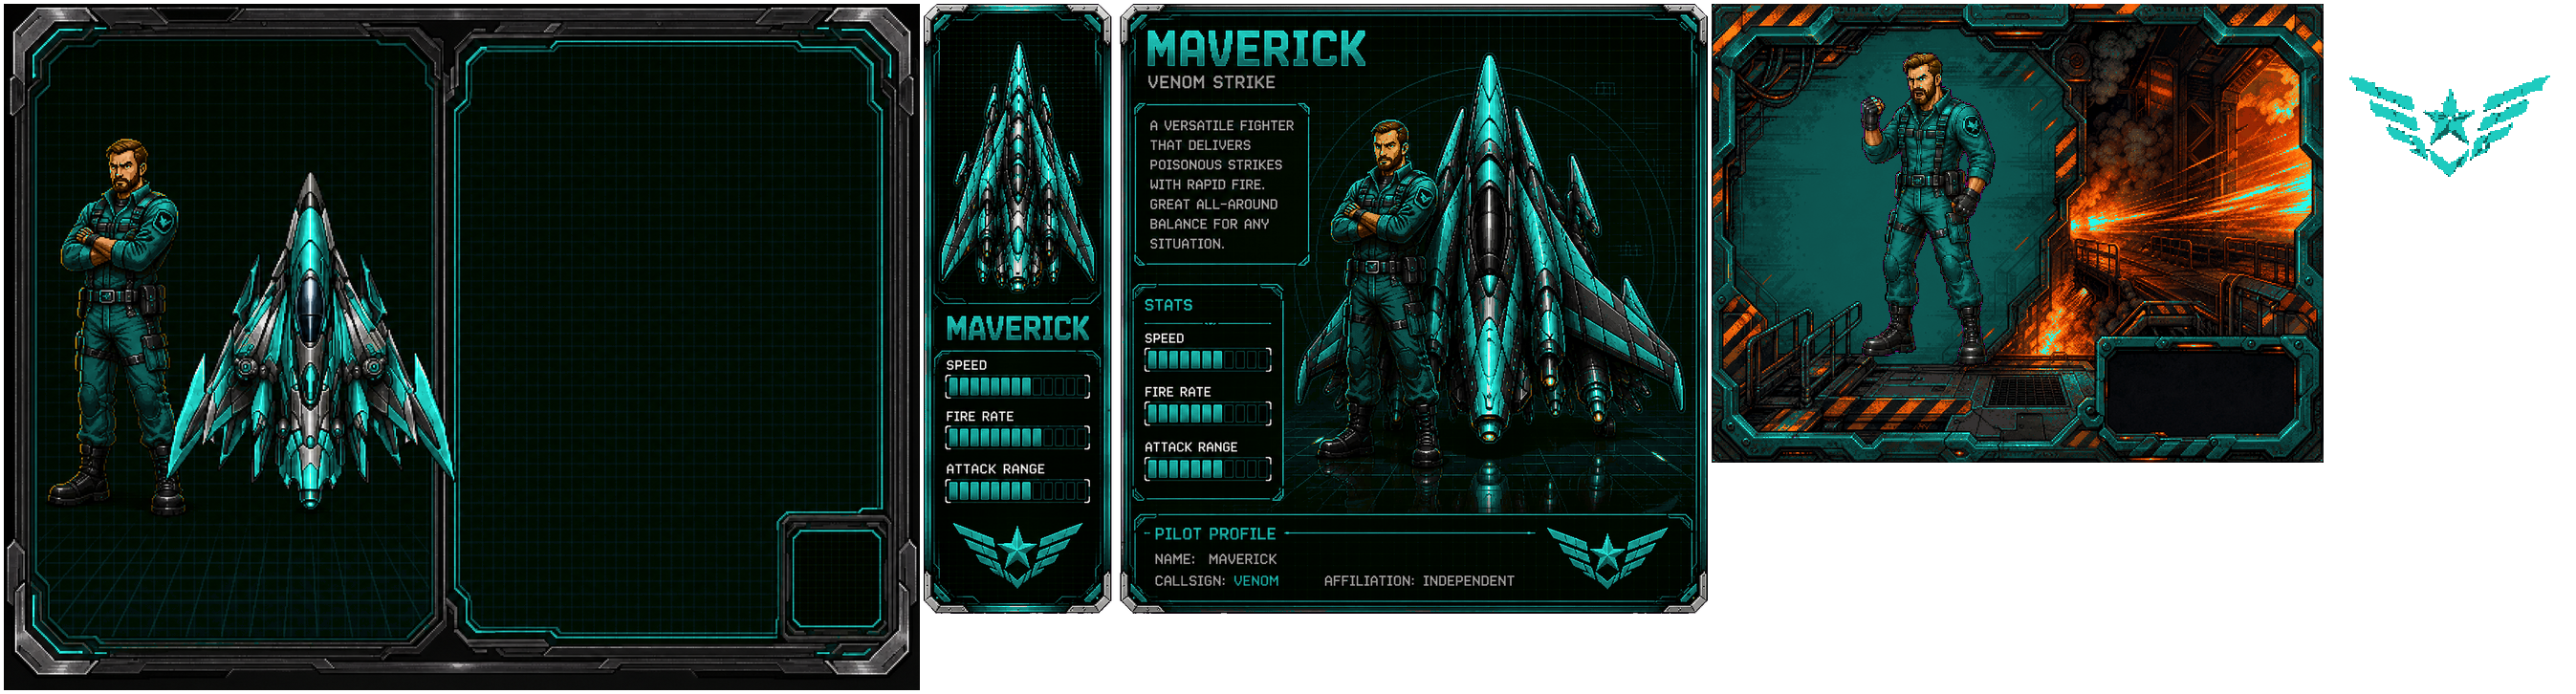 MAVERICK
SPEED
FIRE RATE
ATTACK RANGE
MAVERICK
VENOM STRIKE
A VERSATILE FIGHTER
THAT DELIVERS
POISONOUS STRIKES
WITH RAPID FIRE.
GREAT ALL-AROUND
BALANCE FOR ANY
SITUATION.
STATS
SPEED
FIRE RATE
ATTACK RANGE
PILOT PROFILE
NAME: MAVERICK
CALLSIGN: VENOM AFFILIATION: INDEPENDENT